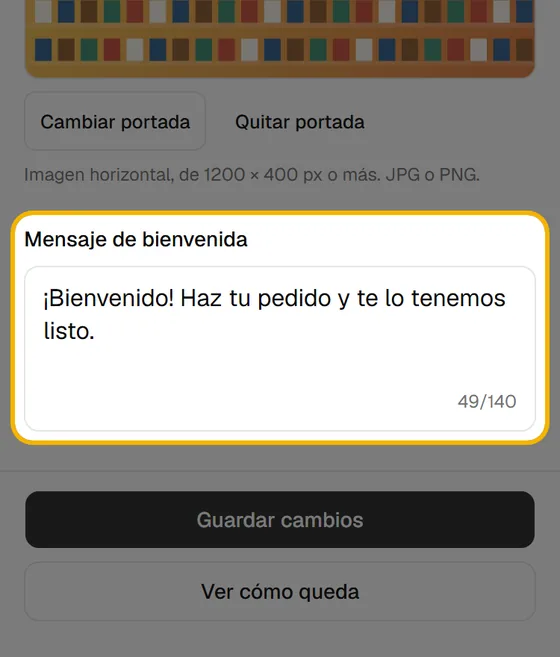 Cambiar portada
Quitar portada
Imagen horizontal, de 1200 × 400 px o más. JPG o PNG.
Mensaje de bienvenida
¡Bienvenido! Haz tu pedido y te lo tenemos
listo.
49/140
Guardar cambios
Ver cómo queda